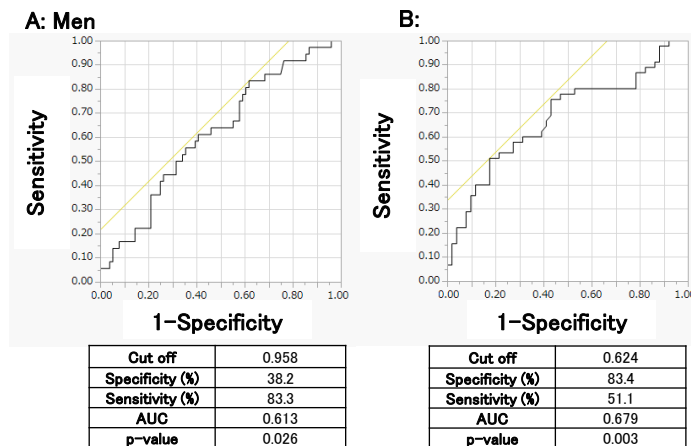 A: Men
B:
1.00
0.90
0.80
0.70
0.60
0.50
0.40
0.30
0.20
0.10
0.00
Sensitivity
0.00 0.20 0.40 0.60 0.80 1.00
1-Specificity
1.00
0.90
0.80
0.70
0.60
0.50
0.40
0.30
0.20
0.10
0.00
Sensitivity
0.00 0.20 0.40 0.60 0.80 1.00
1-Specificity
Cut off 0.958
Specificity (%) 38.2
Sensitivity (%) 83.3
AUC 0.613
p-value 0.026
Cut off 0.624
Specificity (%) 83.4
Sensitivity (%) 51.1
AUC 0.679
p-value 0.003